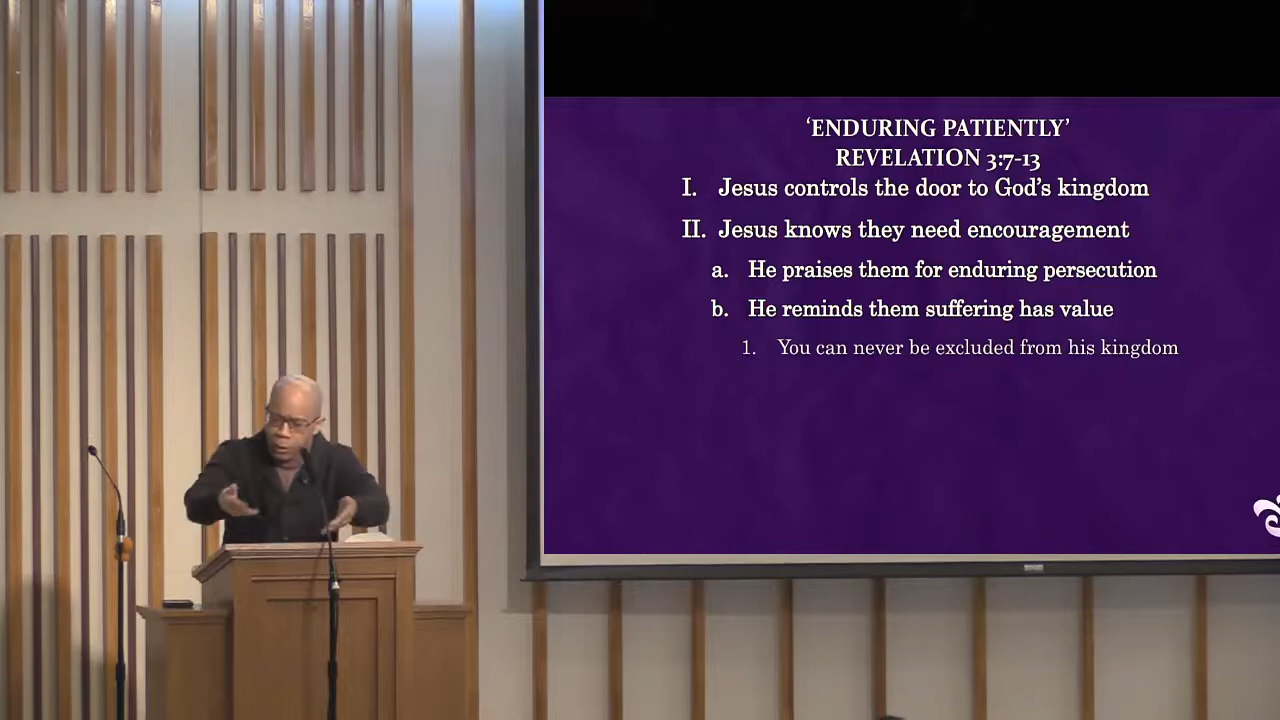 ‘ENDURING PATIENTLY’
REVELATION 3:7-13
I. Jesus controls the door to God’s kingdom
II. Jesus knows they need encouragement
a. He praises them for enduring persecution
b. He reminds them suffering has value
1. You can never be excluded from his kingdom